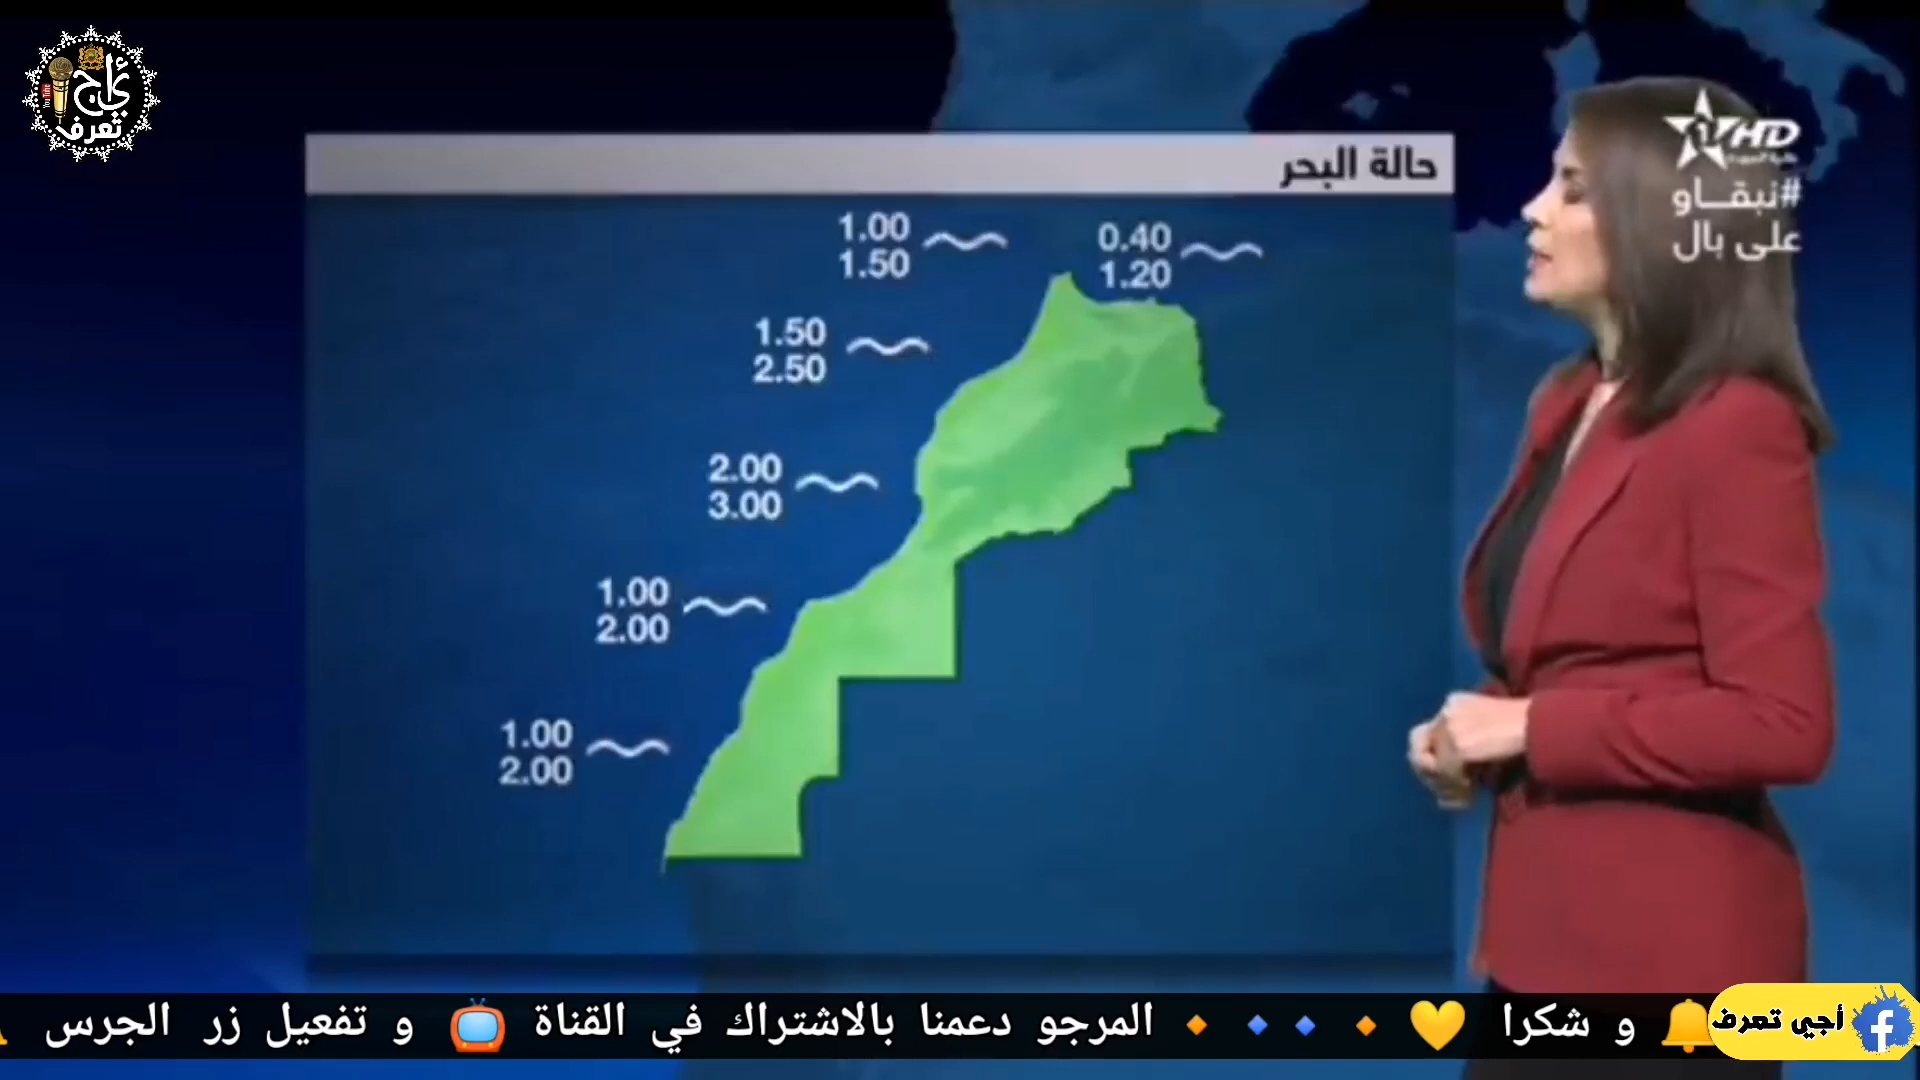 أجي
تعرف
YouTube
HD
#نبقـاو
على بال
حالة البحر
1.00
1.50
0.40
1.20
1.50
2.50
2.00
3.00
1.00
2.00
1.00
2.00
و شكرا 💛 🔸 🔹🔹 🔸 المرجو دعمنا بالاشتراك في القناة 📺 و تفعيل زر الجرس
أجي تعرف